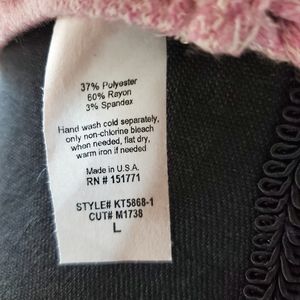 37% Polyester
60% Rayon
3% Spandex
Hand wash cold separately,
only non-chlorine bleach
when needed, flat dry,
warm iron if needed
Made in U.S.A.
RN # 151771
STYLE# KT5868-1
CUT# M1738
L